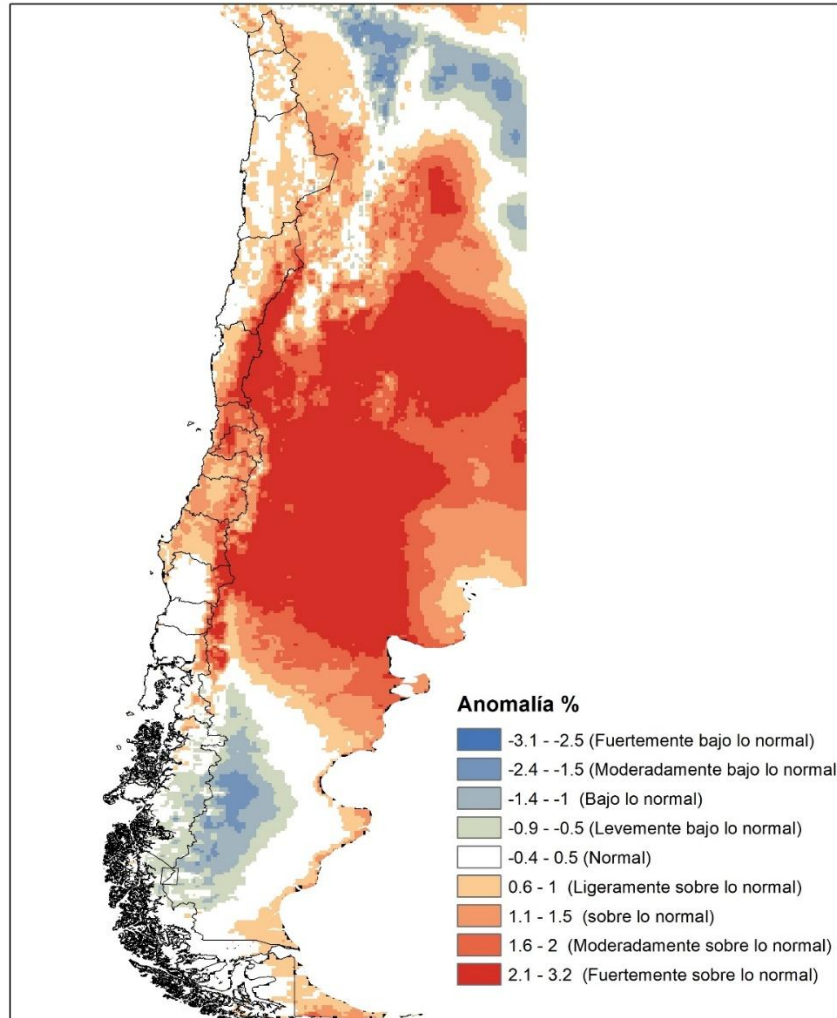 Anomalía %
-3.1 - -2.5 (Fuertemente bajo lo normal)
-2.4 - -1.5 (Moderadamente bajo lo normal
-1.4 - -1 (Bajo lo normal)
-0.9 - -0.5 (Levemente bajo lo normal)
-0.4 - 0.5 (Normal)
0.6 - 1 (Ligeramente sobre lo normal)
1.1 - 1.5 (sobre lo normal)
1.6 - 2 (Moderadamente sobre lo normal)
2.1 - 3.2 (Fuertemente sobre lo normal)